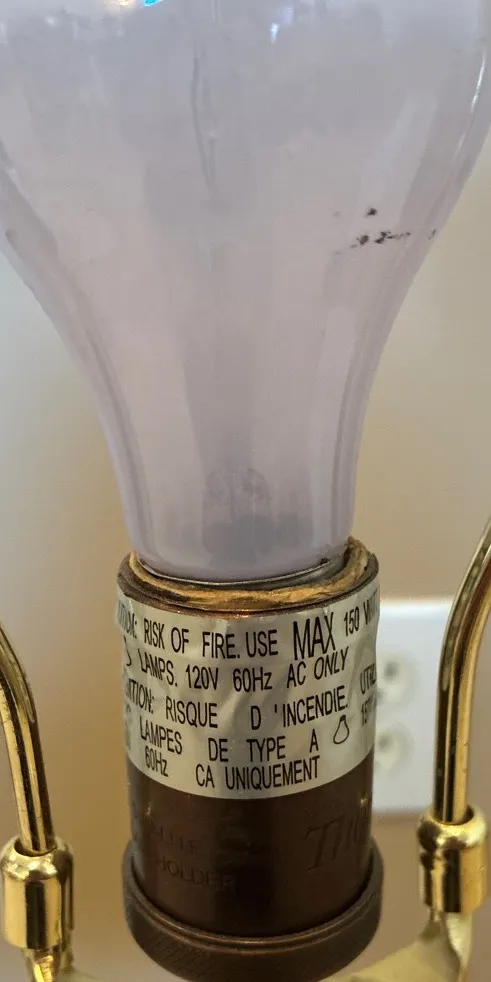 RISK OF FIRE. USE MAX 150 WATT
LAMPS. 120V 60Hz AC ONLY
RISQUE D'INCENDIE.
LAMPES DE TYPE A
60Hz CA UNIQUEMENT
HOLDER